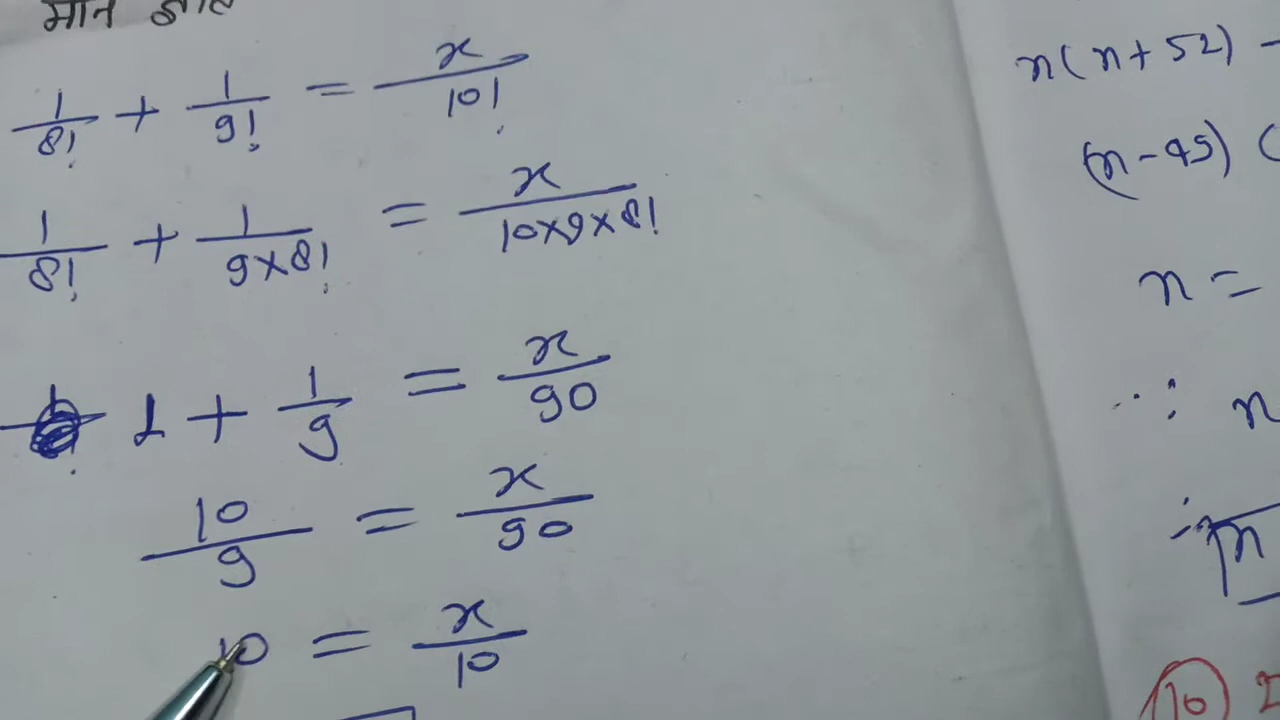 मान ज्ञात
1/8! + 1/9! = x/10!
1/8! + 1/9×8! = x/10×9×8!
1 + 1/9 = x/90
10/9 = x/90
10 = x/10
n(n+52) -
(n-45) (
n =
∵ n
∴ n
(10) I